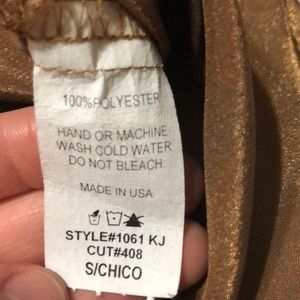 100%POLYESTER
HAND OR MACHINE
WASH COLD WATER
DO NOT BLEACH
MADE IN USA
STYLE#1061 KJ
CUT#408
S/CHICO